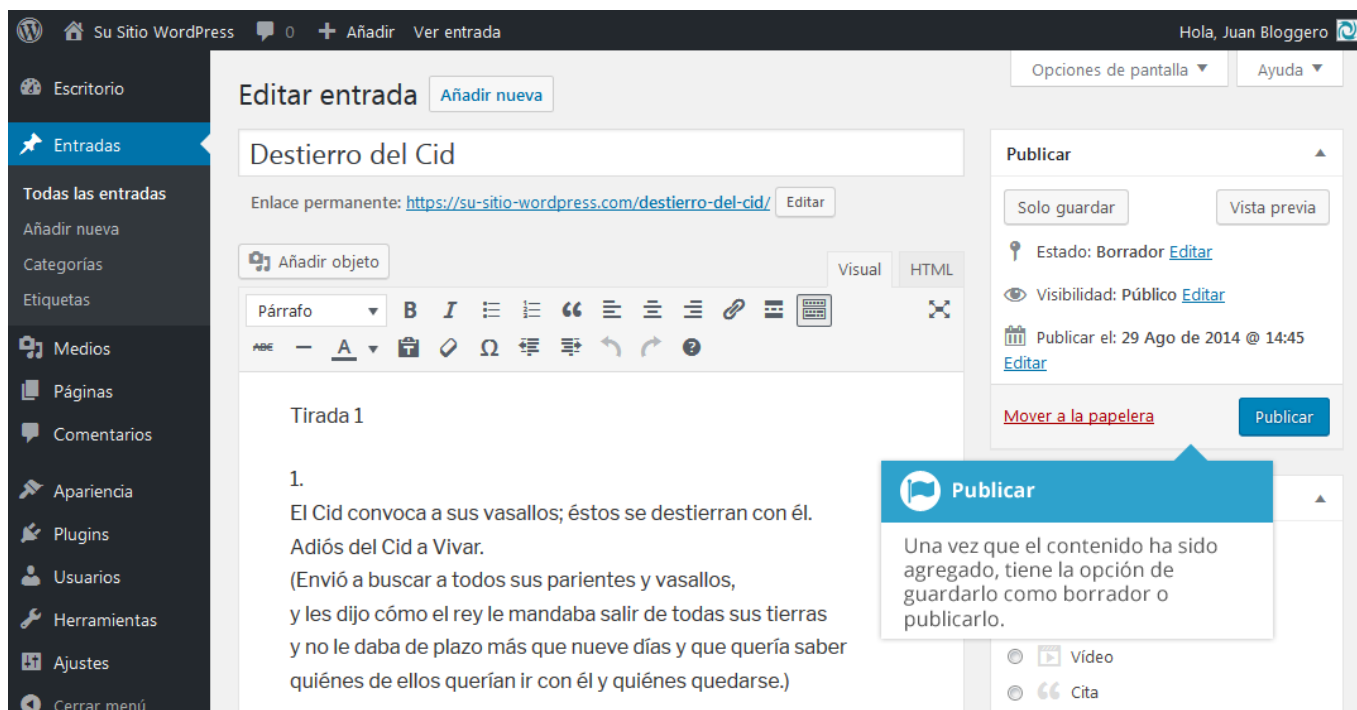 Su Sitio WordPress 0 Añadir Ver entrada Hola, Juan Bloggero
Opciones de pantalla Ayuda
Escritorio
Entradas
Todas las entradas
Añadir nueva
Categorías
Etiquetas
Medios
Páginas
Comentarios
Apariencia
Plugins
Usuarios
Herramientas
Ajustes
Cerrar menú
Editar entrada Añadir nueva
Destierro del Cid
Enlace permanente: https://su-sitio-wordpress.com/destierro-del-cid/ Editar
Añadir objeto
Visual HTML
Párrafo B I
ABE A Ω
Tirada 1
1.
El Cid convoca a sus vasallos; éstos se destierran con él.
Adiós del Cid a Vivar.
(Envió a buscar a todos sus parientes y vasallos,
y les dijo cómo el rey le mandaba salir de todas sus tierras
y no le daba de plazo más que nueve días y que quería saber
quiénes de ellos querían ir con él y quiénes quedarse.)
Publicar
Solo guardar Vista previa
Estado: Borrador Editar
Visibilidad: Público Editar
Publicar el: 29 Ago de 2014 @ 14:45
Editar
Mover a la papelera Publicar
Publicar
Una vez que el contenido ha sido
agregado, tiene la opción de
guardarlo como borrador o
publicarlo.
Vídeo
Cita